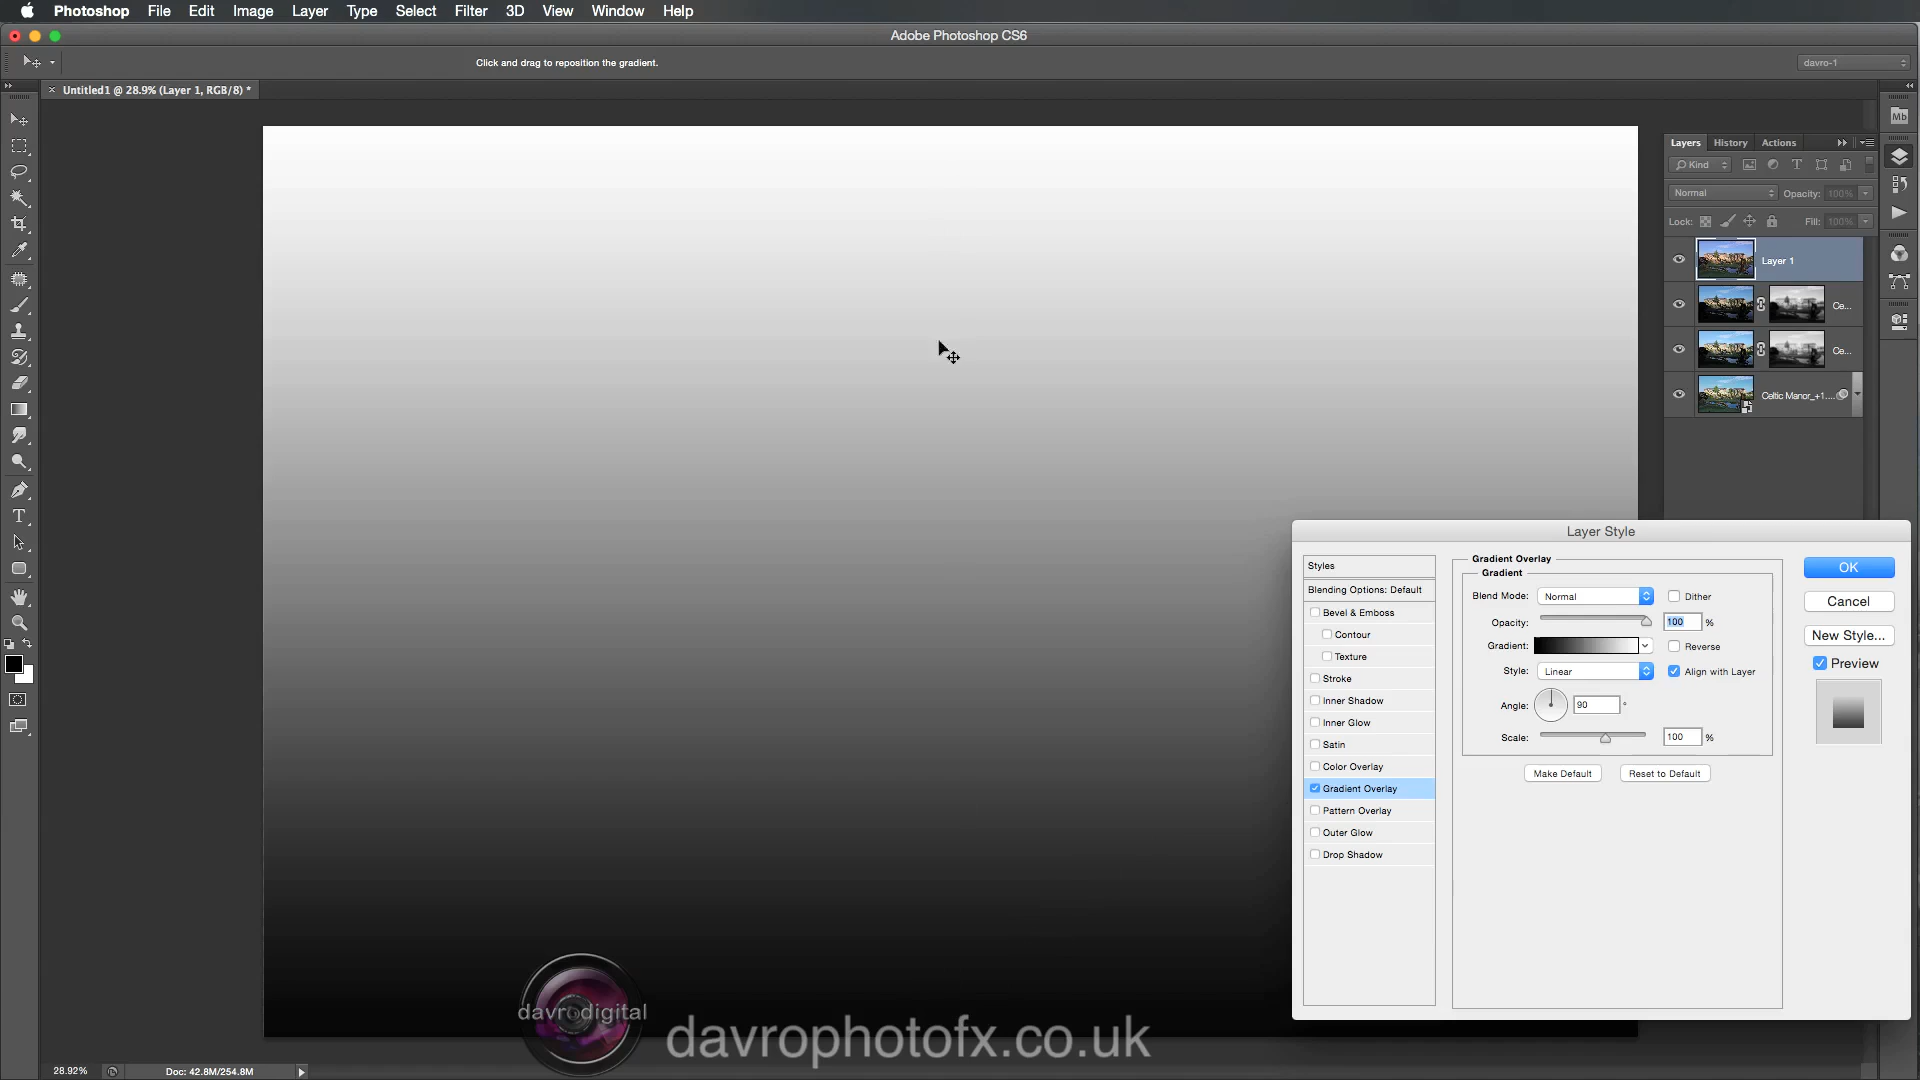 Photoshop File Edit Image Layer Type Select Filter 3D View Window Help
Adobe Photoshop CS6
Click and drag to reposition the gradient.
davro-1
Untitled1 @ 28.9% (Layer 1, RGB/8) *
Mb
Layers History Actions
Kind
T
Normal Opacity: 100%
Lock: Fill: 100%
Layer 1
Ce...
Ce...
Celtic Manor_+1....
T
Layer Style
Styles
Blending Options: Default
Bevel & Emboss
Contour
Texture
Stroke
Inner Shadow
Inner Glow
Satin
Color Overlay
Gradient Overlay
Pattern Overlay
Outer Glow
Drop Shadow
Gradient Overlay
Gradient
Blend Mode: Normal Dither
Opacity: 100 %
Gradient: Reverse
Style: Linear Align with Layer
Angle: 90 °
Scale: 100 %
Make Default Reset to Default
OK
Cancel
New Style...
Preview
davrodigital
davrophotofx.co.uk
28.92% Doc: 42.8M/254.8M